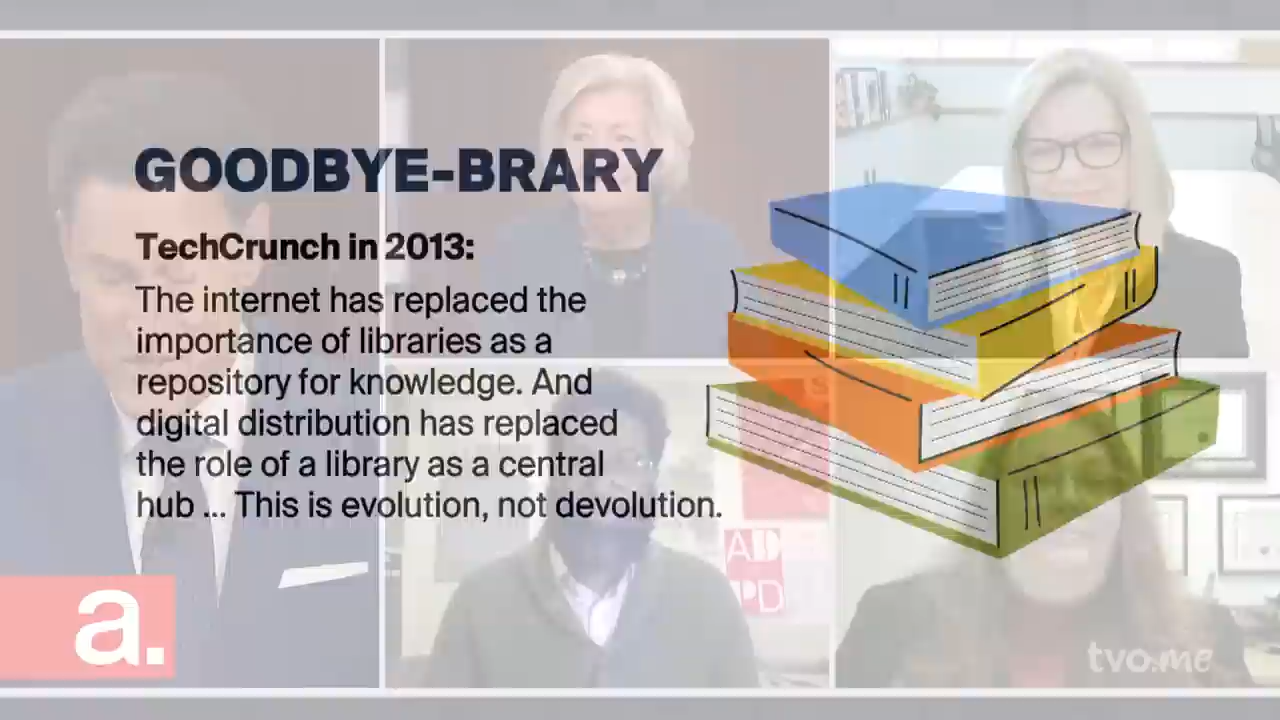 GOODBYE-BRARY
TechCrunch in 2013:
The internet has replaced the
importance of libraries as a
repository for knowledge. And
digital distribution has replaced
the role of a library as a central
hub ... This is evolution, not devolution.
a.
tvo.me